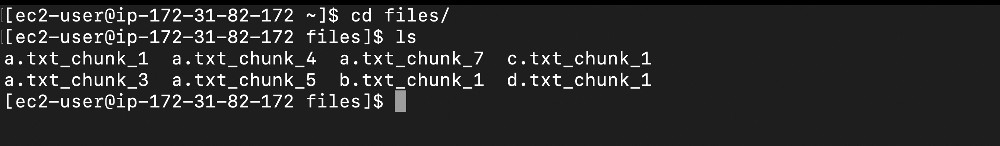 [ec2-user@ip-172-31-82-172 ~]$ cd files/
[ec2-user@ip-172-31-82-172 files]$ ls
a.txt_chunk_1  a.txt_chunk_4  a.txt_chunk_7  c.txt_chunk_1
a.txt_chunk_3  a.txt_chunk_5  b.txt_chunk_1  d.txt_chunk_1
[ec2-user@ip-172-31-82-172 files]$